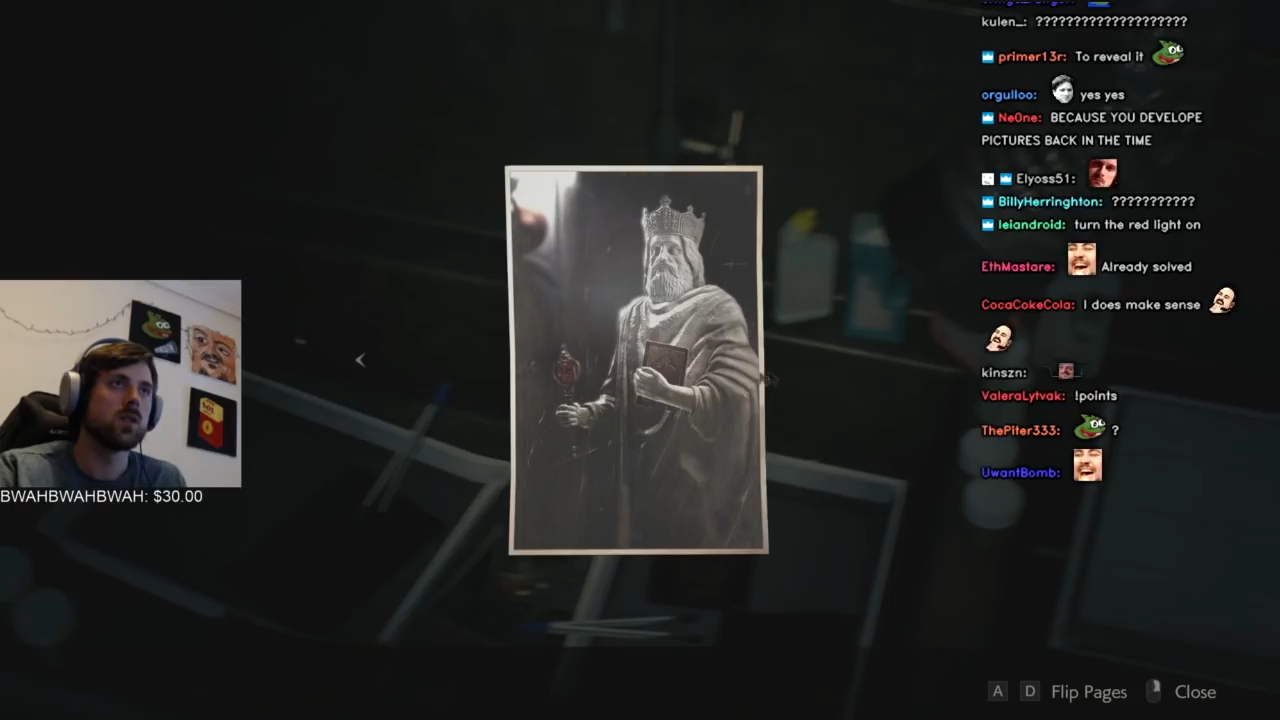 kulen_: ????????????????????
primer13r: To reveal it
orgulloo: yes yes
Ne0ne: BECAUSE YOU DEVELOPE
PICTURES BACK IN THE TIME
Elyoss51:
BillyHerringhton: ???????????
leiandroid: turn the red light on
EthMastare: Already solved
CocaCokeCola: I does make sense
kinszn:
ValeraLytvak: !points
ThePiter333: ?
UwantBomb:
BWAHBWAHBWAH: $30.00
A D Flip Pages Close